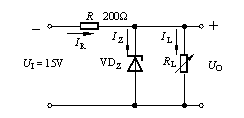 − R 200Ω +
I_R I_Z I_L
U_I = 15V VD_Z R_L U_O